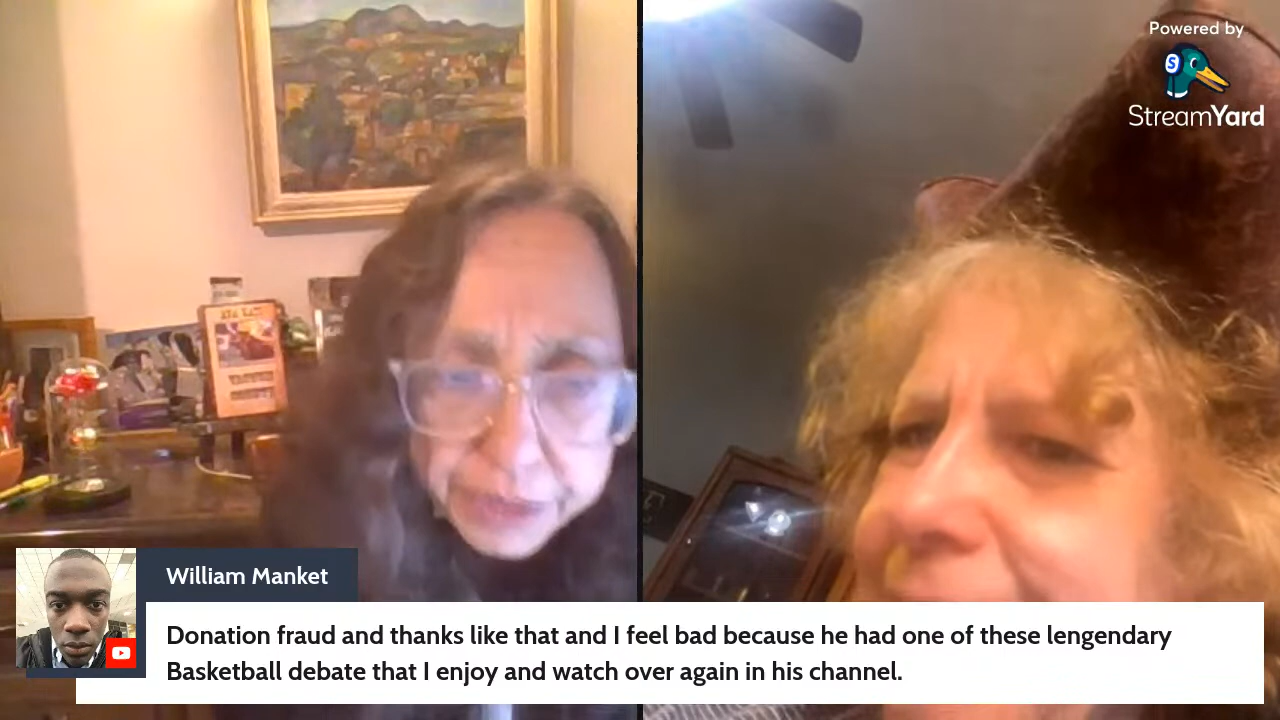 Powered by
StreamYard
William Manket
Donation fraud and thanks like that and I feel bad because he had one of these lengendary
Basketball debate that I enjoy and watch over again in his channel.